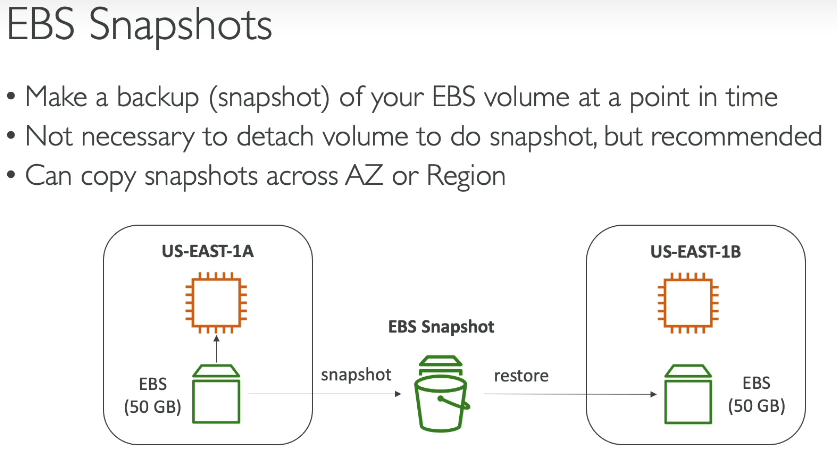 EBS Snapshots
• Make a backup (snapshot) of your EBS volume at a point in time
• Not necessary to detach volume to do snapshot, but recommended
• Can copy snapshots across AZ or Region
US-EAST-1A
US-EAST-1B
EBS Snapshot
snapshot
restore
EBS
(50 GB)
EBS
(50 GB)